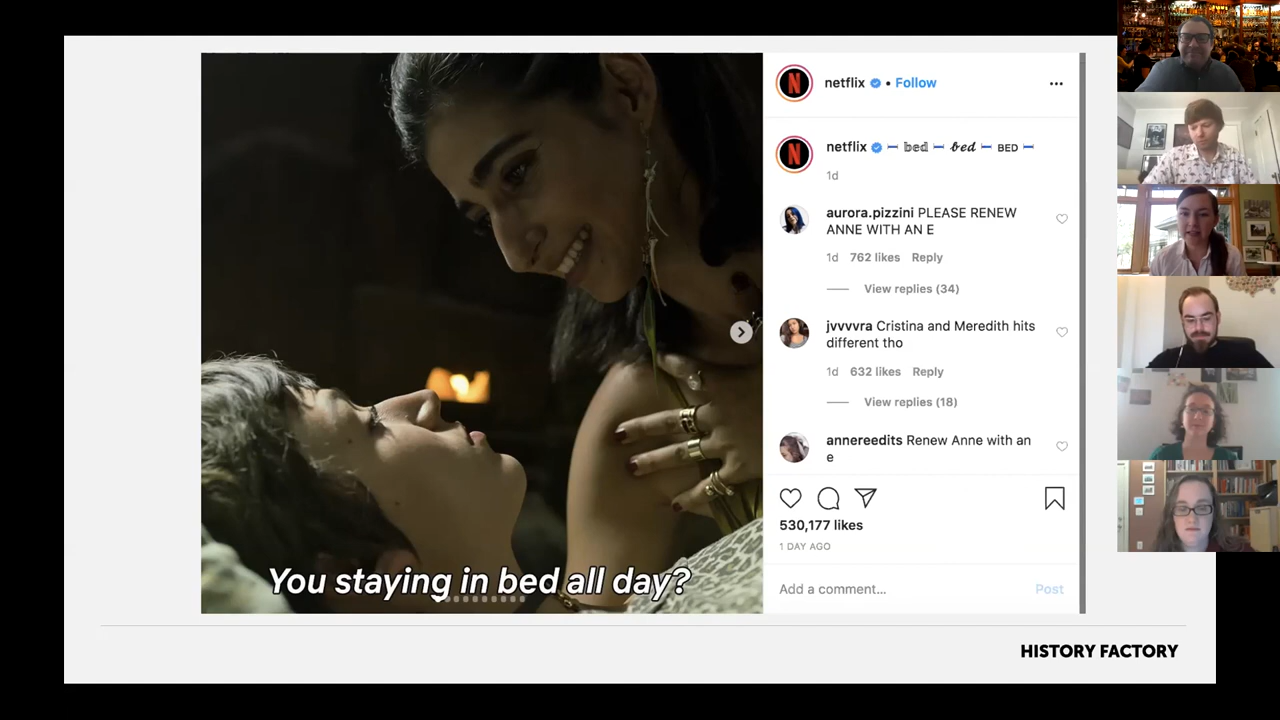 You staying in bed all day?
N
netflix • Follow
N
netflix 𝕓𝕖𝕕 𝓫𝓮𝓭 BED
1d
aurora.pizzini PLEASE RENEW
ANNE WITH AN E
1d 762 likes Reply
View replies (34)
jvvvvra Cristina and Meredith hits
different tho
1d 632 likes Reply
View replies (18)
annereedits Renew Anne with an
e
530,177 likes
1 DAY AGO
Add a comment... Post
HISTORY FACTORY